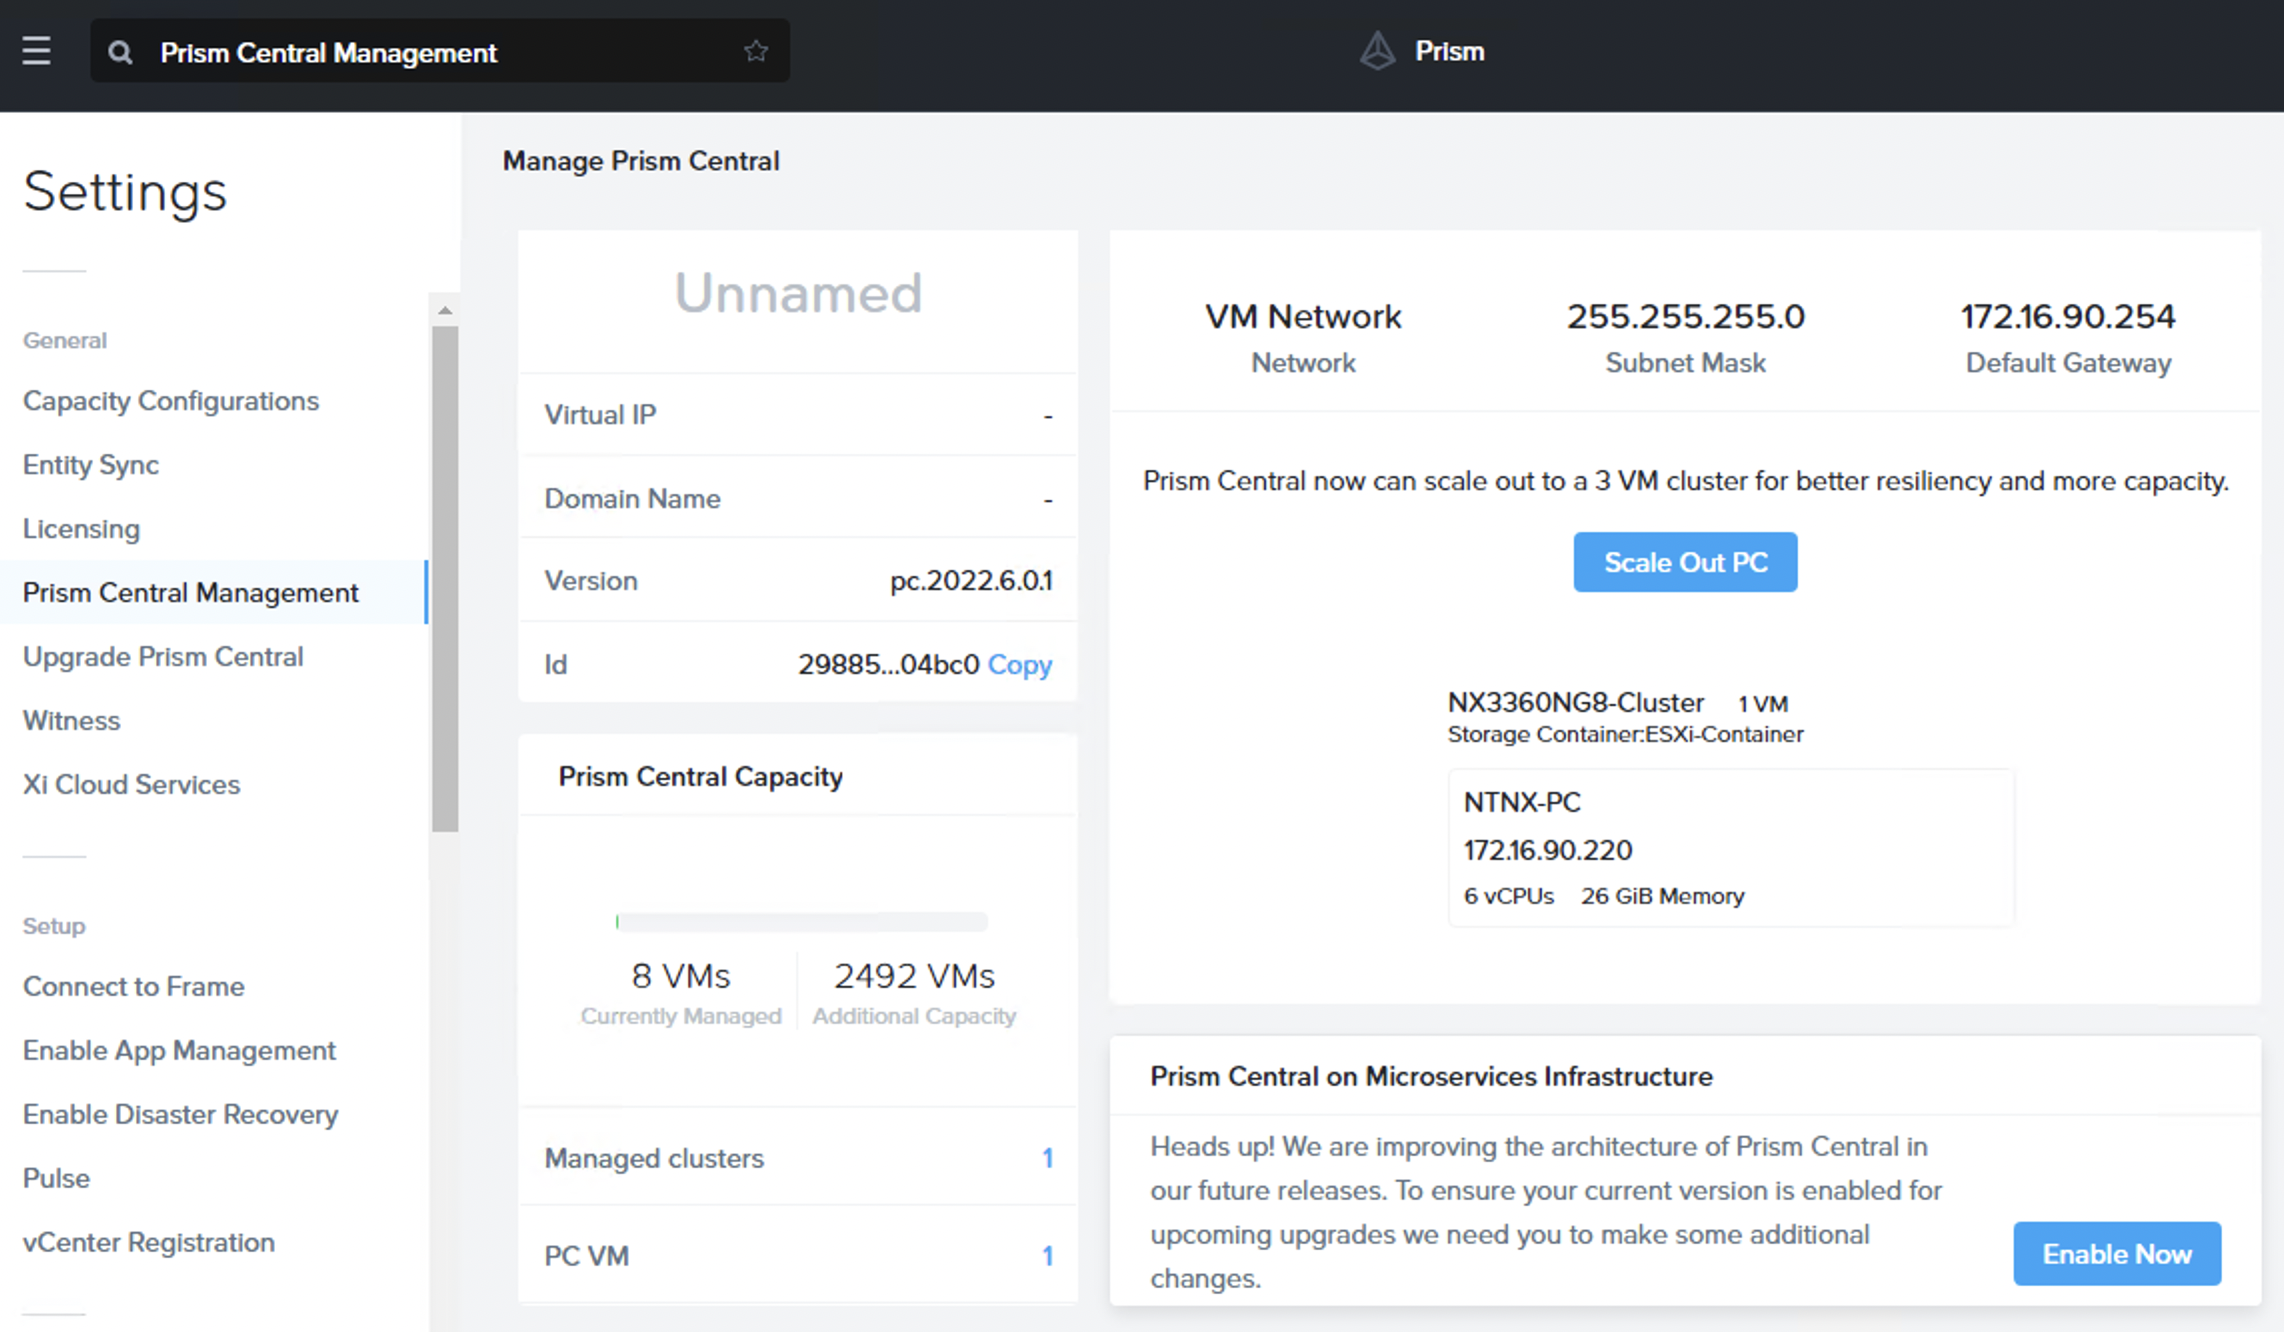 Prism Central Management
Prism
Settings
General
Capacity Configurations
Entity Sync
Licensing
Prism Central Management
Upgrade Prism Central
Witness
Xi Cloud Services
Setup
Connect to Frame
Enable App Management
Enable Disaster Recovery
Pulse
vCenter Registration
Manage Prism Central
Unnamed
Virtual IP -
Domain Name -
Version pc.2022.6.0.1
Id 29885...04bc0 Copy
Prism Central Capacity
8 VMs 2492 VMs
Currently Managed Additional Capacity
Managed clusters 1
PC VM 1
VM Network 255.255.255.0 172.16.90.254
Network Subnet Mask Default Gateway
Prism Central now can scale out to a 3 VM cluster for better resiliency and more capacity.
Scale Out PC
NX3360NG8-Cluster 1 VM
Storage Container:ESXi-Container
NTNX-PC
172.16.90.220
6 vCPUs 26 GiB Memory
Prism Central on Microservices Infrastructure
Heads up! We are improving the architecture of Prism Central in
our future releases. To ensure your current version is enabled for
upcoming upgrades we need you to make some additional
changes.
Enable Now